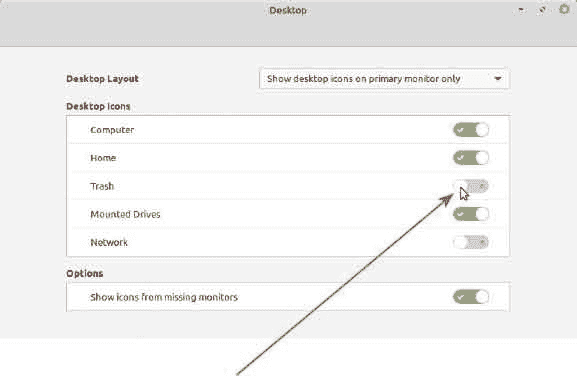 Desktop
Desktop Layout Show desktop icons on primary monitor only
Desktop Icons
Computer
Home
Trash
Mounted Drives
Network
Options
Show icons from missing monitors